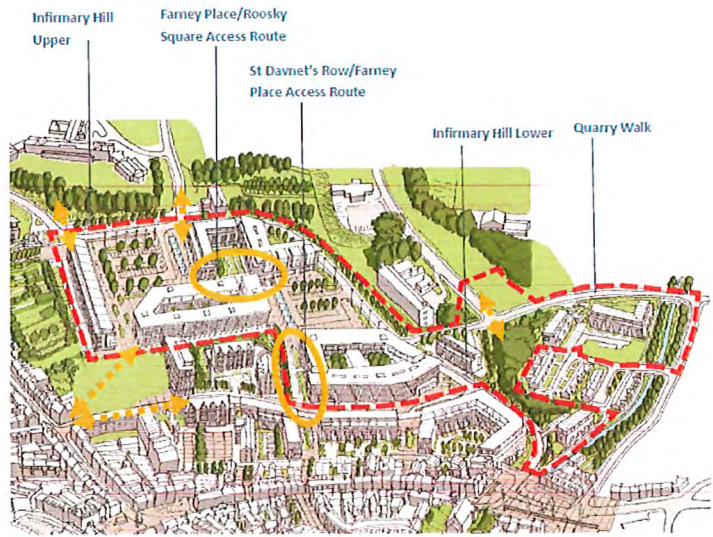 Infirmary Hill
Upper
Farney Place/Roosky
Square Access Route
St Davnet's Row/Farney
Place Access Route
Infirmary Hill Lower
Quarry Walk